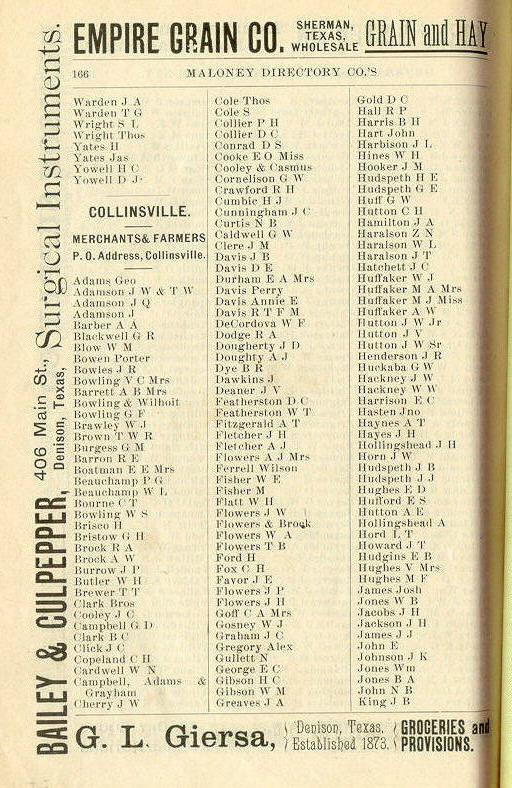 EMPIRE GRAIN CO. SHERMAN, TEXAS, WHOLESALE GRAIN and HAY
166 MALONEY DIRECTORY CO.'S
Warden J A
Warden T G
Wright S L
Wright Thos
Yates H
Yates Jas
Yowell H C
Yowell D J
COLLINSVILLE.
MERCHANTS & FARMERS
P. O. Address, Collinsville.
Adams Geo
Adamson J W & T W
Adamson J Q
Adamson J
Barber A A
Blackwell G R
Blow W M
Bowen Porter
Bowles J R
Bowling V C Mrs
Barrett A B Mrs
Bowling & Wilhoit
Bowling G F
Brawley W J
Brown T W R
Burgess G M
Barron R E
Boatman E E Mrs
Beauchamp P G
Beauchamp W L
Bourne C T
Bowling W S
Brisco H
Bristow G H
Brock R A
Brock A W
Burrow J P
Butler W H
Brewer T T
Clark Bros
Cooley J C
Campbell G D
Clark B C
Click J C
Copeland C H
Cardwell W N
Campbell, Adams &
Grayham
Cherry J W
Cole Thos
Cole S
Collier P H
Collier D C
Conrad D S
Cooke E O Miss
Cooley & Casmus
Cornelison G W
Crawford R H
Cumbie H J
Cunningham J C
Curtis N B
Caldwell G W
Clere J M
Davis J B
Davis D E
Durham E A Mrs
Davis Perry
Davis Annie E
Davis R T F M
DeCordova W F
Dodge R A
Dougherty J D
Doughty A J
Dye B R
Dawkins J
Deaner J V
Featherston D C
Featherston W T
Fitzgerald A T
Fletcher J H
Fletcher A J
Flowers A J Mrs
Ferrell Wilson
Fisher W E
Fisher M
Flatt W H
Flowers J W
Flowers & Brook
Flowers W A
Flowers T B
Ford H
Fox C H
Favor J E
Flowers J P
Flowers J H
Goff C A Mrs
Gosney W J
Graham J C
Gregory Alex
Gullett N
George E C
Gibson H C
Gibson W M
Greaves J A
Gold D C
Hall R P
Harris B H
Hart John
Harbison J L
Hines W H
Hooker J M
Hudspeth H E
Hudspeth G E
Huff G W
Hutton C H
Hamilton J A
Haralson Z N
Haralson W L
Haralson J T
Hatchett J C
Huffaker W J
Huffaker M A Mrs
Huffaker M J Miss
Huffaker A W
Hutton J W Jr
Hutton J V
Hutton J W Sr
Henderson J R
Huckaba G W
Hackney J W
Hackney W W
Harrison E C
Hasten Jno
Haynes A T
Hayes J H
Hollingshead J H
Horn J W
Hudspeth J B
Hudspeth J J
Hughes E D
Hufford E S
Hutton A E
Hollingshead A
Hord L T
Howard J T
Hudgins E B
Hughes V Mrs
Hughes M F
James Josh
Jones W B
Jacobs J H
Jackson J H
James J J
John E
Johnson J K
Jones Wm
Jones B A
John N B
King J B
BAILEY & CULPEPPER, 406 Main St., Denison, Texas, Surgical Instruments.
G. L. Giersa, Denison, Texas. Established 1873. GROCERIES and PROVISIONS.